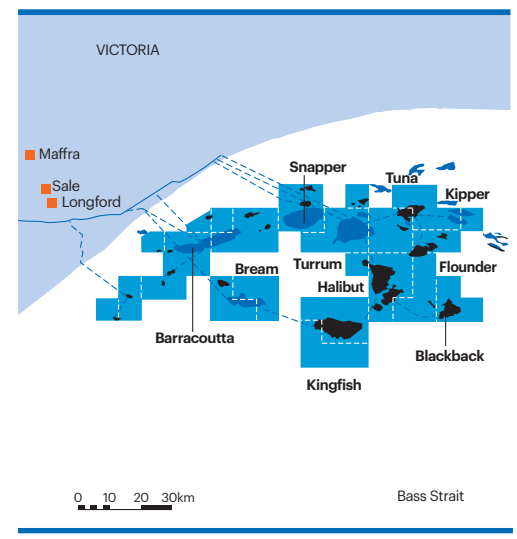 VICTORIA
Maffra
Sale
Longford
Snapper
Tuna
Kipper
Bream
Turrum
Halibut
Flounder
Barracoutta
Blackback
Kingfish
0 10 20 30km
Bass Strait